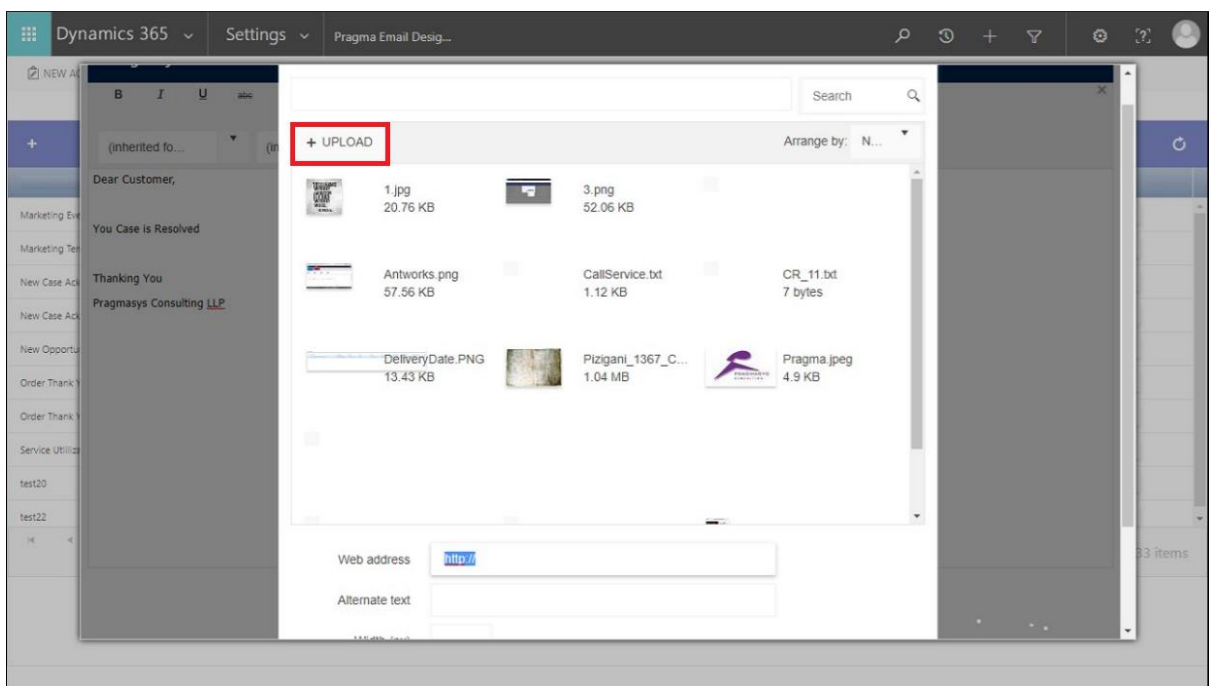 Dynamics 365 Settings Pragma Email Desig...
NEW AC
B I U abc
Search
(inherited fo... (in
+ UPLOAD
Arrange by: N...
Dear Customer,
1.jpg
20.76 KB
3.png
52.06 KB
You Case is Resolved
Antworks.png
57.56 KB
CallService.txt
1.12 KB
CR_11.txt
7 bytes
Thanking You
Pragmasys Consulting LLP
DeliveryDate.PNG
13.43 KB
Pizigani_1367_C...
1.04 MB
Pragma.jpeg
4.9 KB
Marketing Eve
Marketing Tem
New Case Ack
New Case Ack
New Opportu
Order Thank Y
Order Thank Y
Service Utiliza
test20
test22
33 items
Web address http://
Alternate text